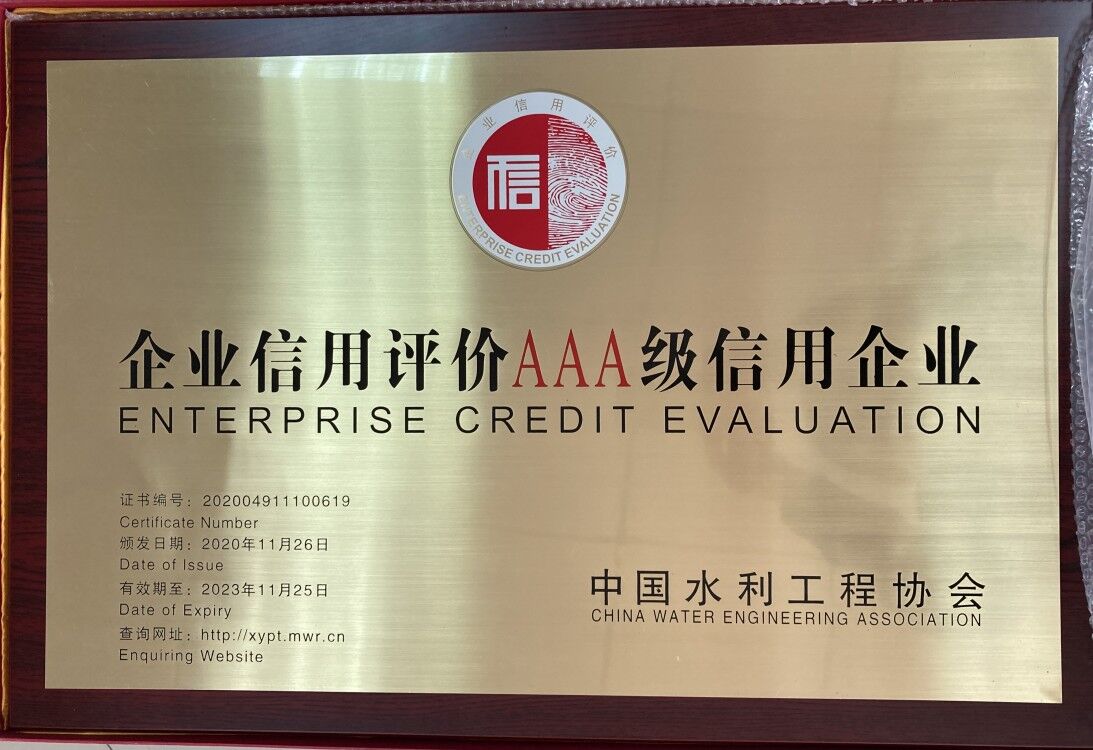 企业信用评价
信
ENTERPRISE CREDIT EVALUATION
企业信用评价AAA级信用企业
ENTERPRISE CREDIT EVALUATION
证书编号：202004911100619
Certificate Number
颁发日期：2020年11月26日
Date of Issue
有效期至：2023年11月25日
Date of Expiry
查询网址：http://xypt.mwr.cn
Enquiring Website
中国水利工程协会
CHINA WATER ENGINEERING ASSOCIATION